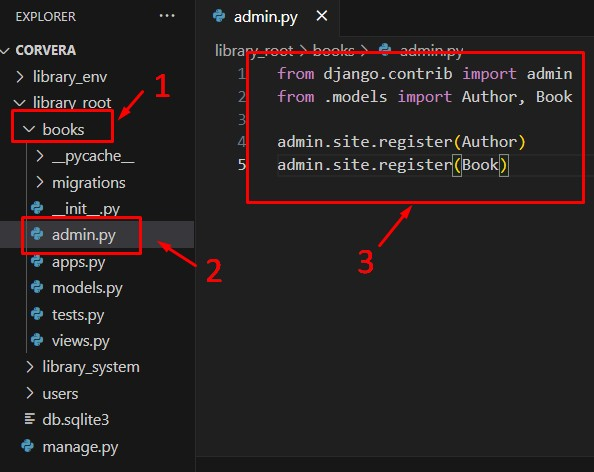 EXPLORER ···
CORVERA
library_env
library_root
books
__pycache__
migrations
__init__.py
admin.py
apps.py
models.py
tests.py
views.py
library_system
users
db.sqlite3
manage.py
1
2
admin.py ×
library_root > books > admin.py
1 from django.contrib import admin
2 from .models import Author, Book
3
4 admin.site.register(Author)
5 admin.site.register(Book)
3